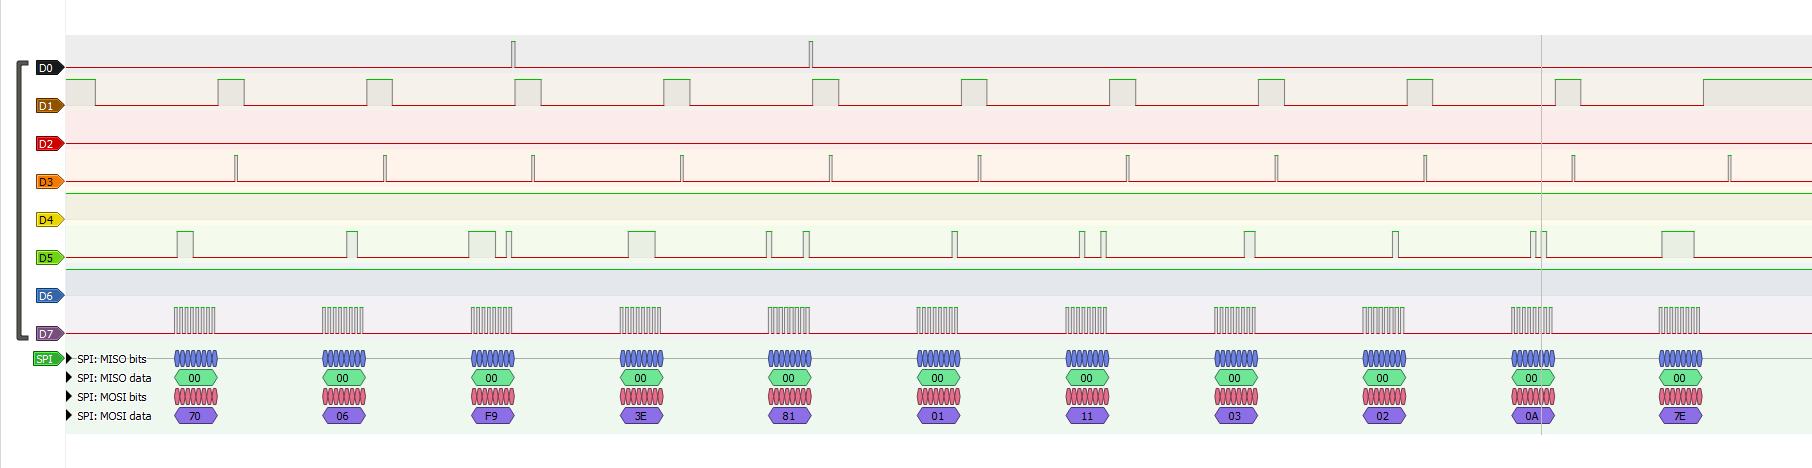 D0
D1
D2
D3
D4
D5
D6
D7
SPI SPI: MISO bits
SPI: MISO data 00 00 00 00 00 00 00 00 00 00 00
SPI: MOSI bits
SPI: MOSI data 70 06 F9 3E 81 01 11 03 02 0A 7E